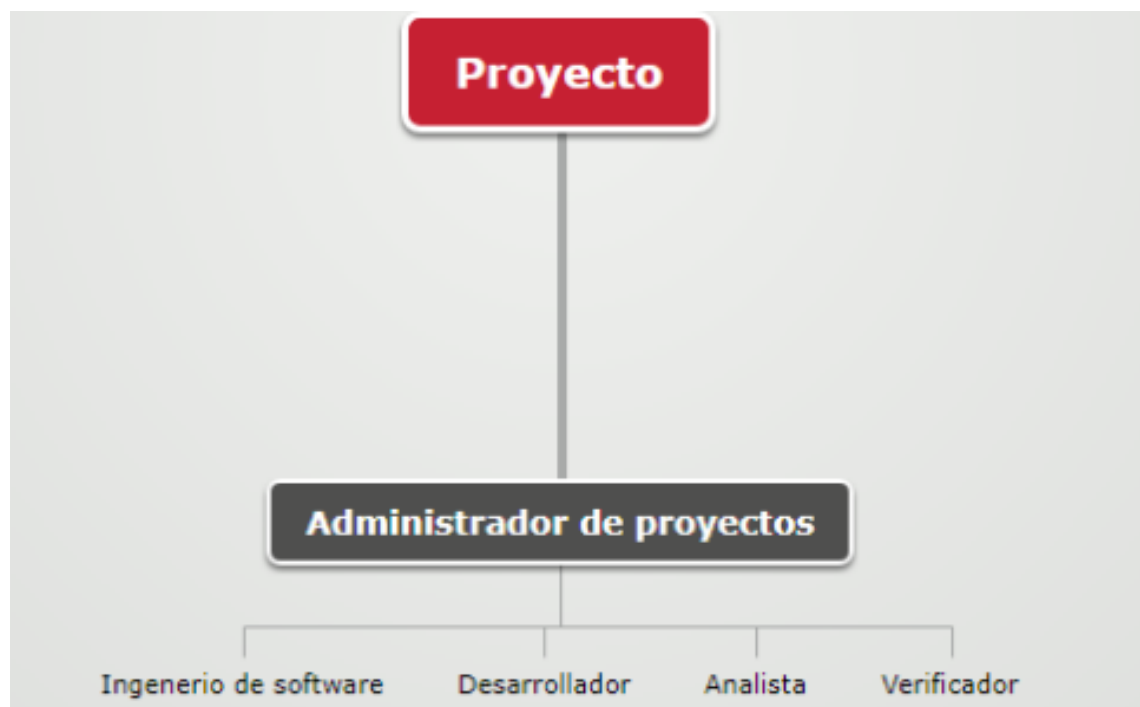 Proyecto
Administrador de proyectos
Ingenerio de software Desarrollador Analista Verificador